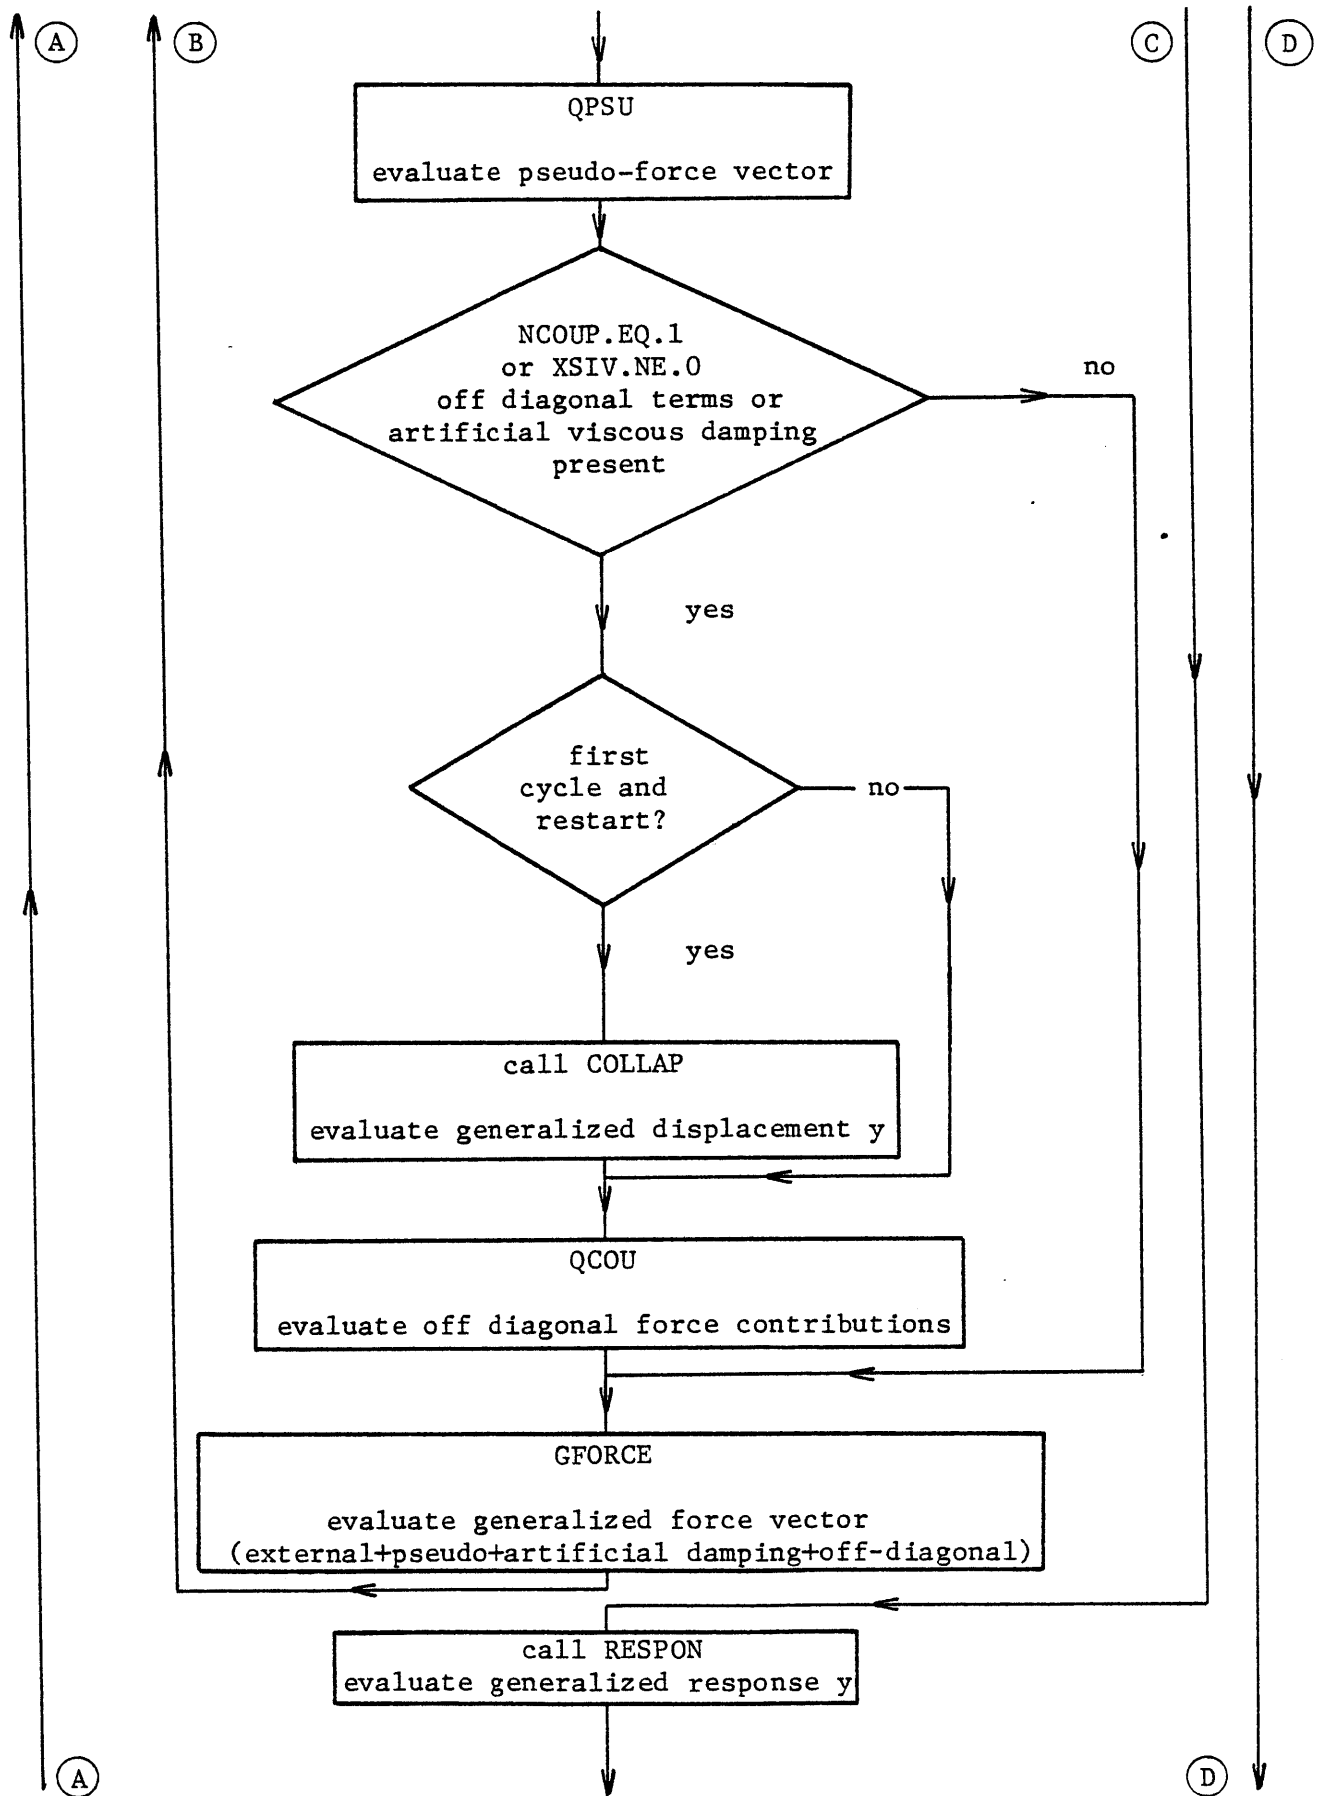 A
B
C
D
QPSU
evaluate pseudo-force vector
NCOUP.EQ.1
or XSIV.NE.0
off diagonal terms or
artificial viscous damping
present
no
yes
first
cycle and
restart?
no
yes
call COLLAP
evaluate generalized displacement y
QCOU
evaluate off diagonal force contributions
GFORCE
evaluate generalized force vector
(external+pseudo+artificial damping+off-diagonal)
call RESPON
evaluate generalized response y
A
D